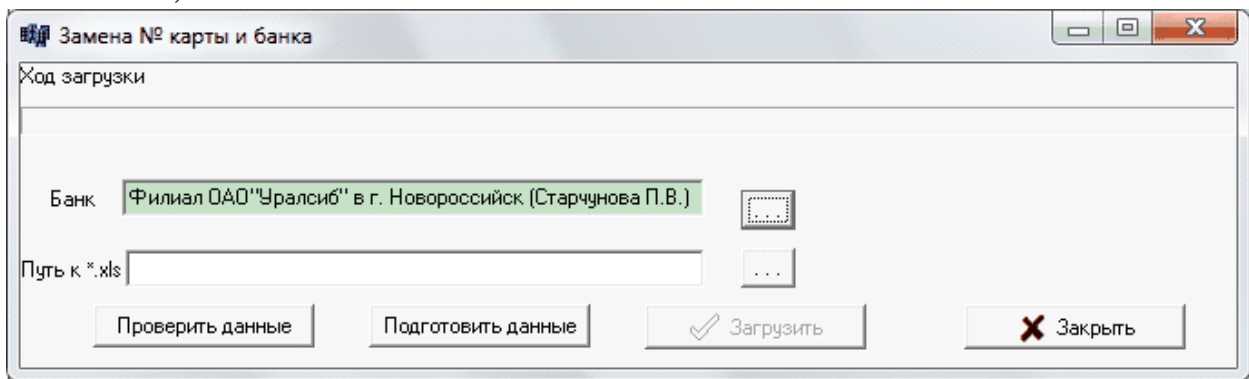 Замена № карты и банка
Ход загрузки
Банк Филиал ОАО"Уралсиб" в г. Новороссийск (Старчунова П.В.) ...
Путь к *.xls ...
Проверить данные Подготовить данные Загрузить Закрыть